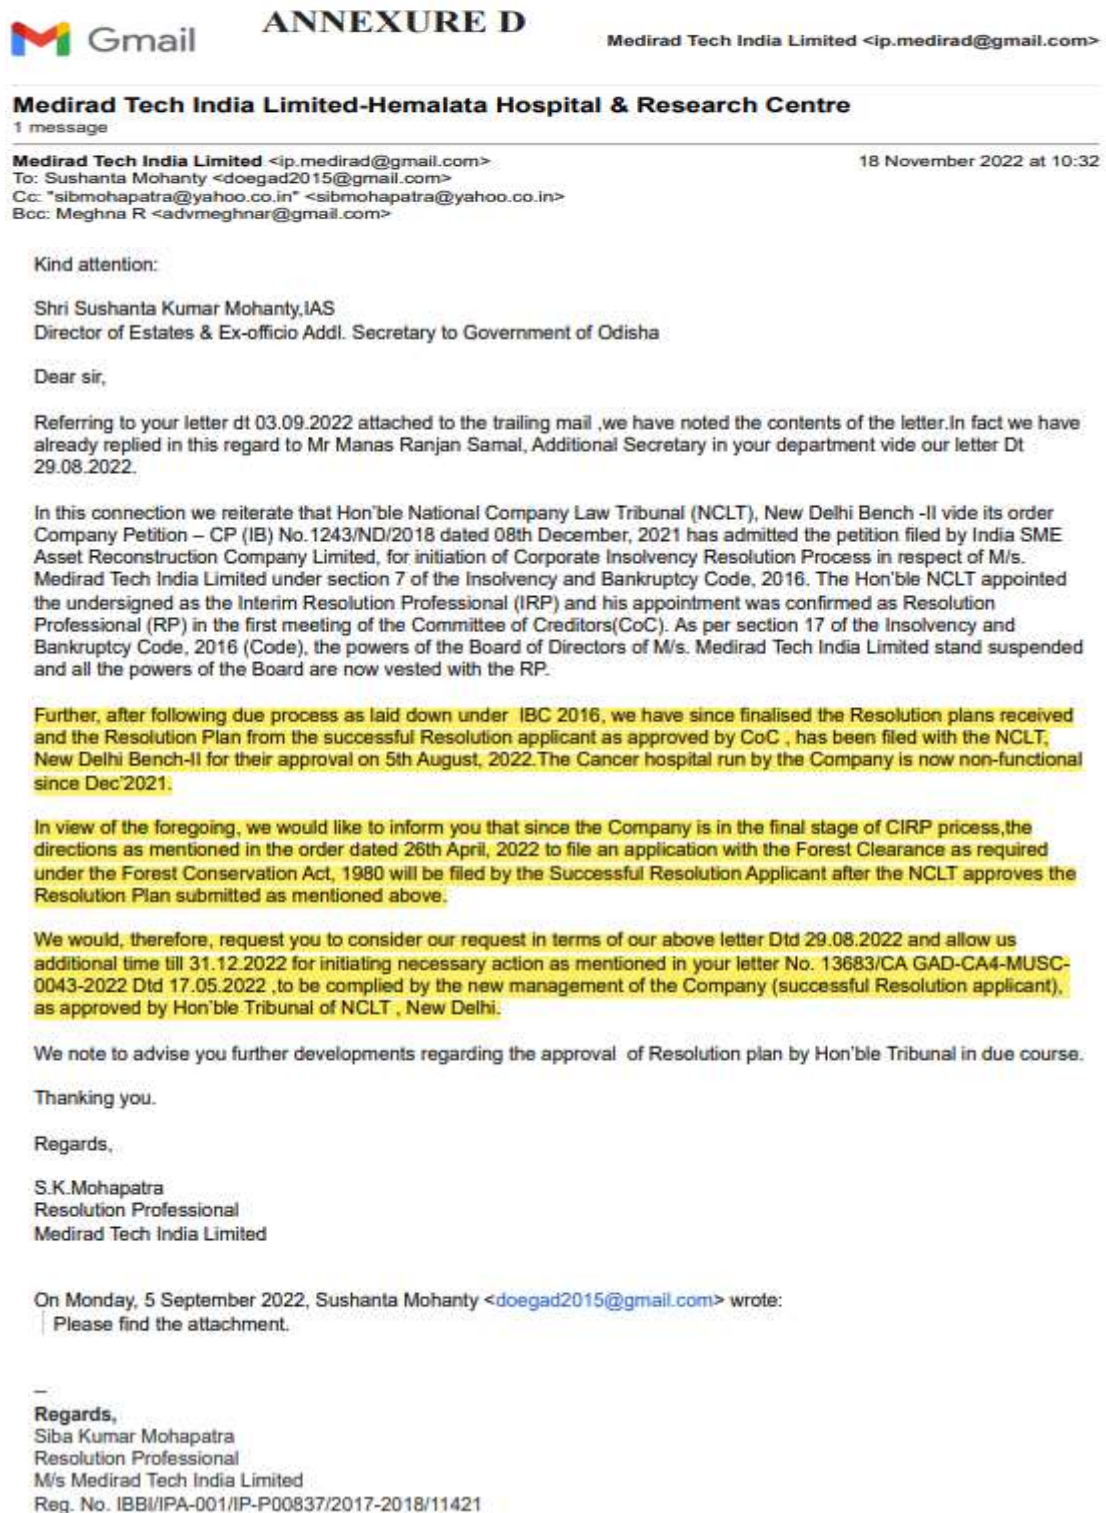 ANNEXURE D
Gmail
Medirad Tech India Limited <ip.medirad@gmail.com>
Medirad Tech India Limited-Hemalata Hospital & Research Centre
1 message
Medirad Tech India Limited <ip.medirad@gmail.com>
18 November 2022 at 10:32
To: Sushanta Mohanty <doegad2015@gmail.com>
Cc: "sibmohapatra@yahoo.co.in" <sibmohapatra@yahoo.co.in>
Bcc: Meghna R <advmeghnar@gmail.com>
Kind attention:
Shri Sushanta Kumar Mohanty,IAS
Director of Estates & Ex-officio Addl. Secretary to Government of Odisha
Dear sir,
Referring to your letter dt 03.09.2022 attached to the trailing mail ,we have noted the contents of the letter.In fact we have
already replied in this regard to Mr Manas Ranjan Samal, Additional Secretary in your department vide our letter Dt
29.08.2022.
In this connection we reiterate that Hon'ble National Company Law Tribunal (NCLT), New Delhi Bench -II vide its order
Company Petition – CP (IB) No.1243/ND/2018 dated 08th December, 2021 has admitted the petition filed by India SME
Asset Reconstruction Company Limited, for initiation of Corporate Insolvency Resolution Process in respect of M/s.
Medirad Tech India Limited under section 7 of the Insolvency and Bankruptcy Code, 2016. The Hon'ble NCLT appointed
the undersigned as the Interim Resolution Professional (IRP) and his appointment was confirmed as Resolution
Professional (RP) in the first meeting of the Committee of Creditors(CoC). As per section 17 of the Insolvency and
Bankruptcy Code, 2016 (Code), the powers of the Board of Directors of M/s. Medirad Tech India Limited stand suspended
and all the powers of the Board are now vested with the RP.
Further, after following due process as laid down under IBC 2016, we have since finalised the Resolution plans received
and the Resolution Plan from the successful Resolution applicant as approved by CoC , has been filed with the NCLT,
New Delhi Bench-II for their approval on 5th August, 2022.The Cancer hospital run by the Company is now non-functional
since Dec'2021.
In view of the foregoing, we would like to inform you that since the Company is in the final stage of CIRP pricess,the
directions as mentioned in the order dated 26th April, 2022 to file an application with the Forest Clearance as required
under the Forest Conservation Act, 1980 will be filed by the Successful Resolution Applicant after the NCLT approves the
Resolution Plan submitted as mentioned above.
We would, therefore, request you to consider our request in terms of our above letter Dtd 29.08.2022 and allow us
additional time till 31.12.2022 for initiating necessary action as mentioned in your letter No. 13683/CA GAD-CA4-MUSC-
0043-2022 Dtd 17.05.2022 ,to be complied by the new management of the Company (successful Resolution applicant),
as approved by Hon'ble Tribunal of NCLT , New Delhi.
We note to advise you further developments regarding the approval of Resolution plan by Hon'ble Tribunal in due course.
Thanking you.
Regards,
S.K.Mohapatra
Resolution Professional
Medirad Tech India Limited
On Monday, 5 September 2022, Sushanta Mohanty <doegad2015@gmail.com> wrote:
Please find the attachment.
--
Regards,
Siba Kumar Mohapatra
Resolution Professional
M/s Medirad Tech India Limited
Reg. No. IBBI/IPA-001/IP-P00837/2017-2018/11421